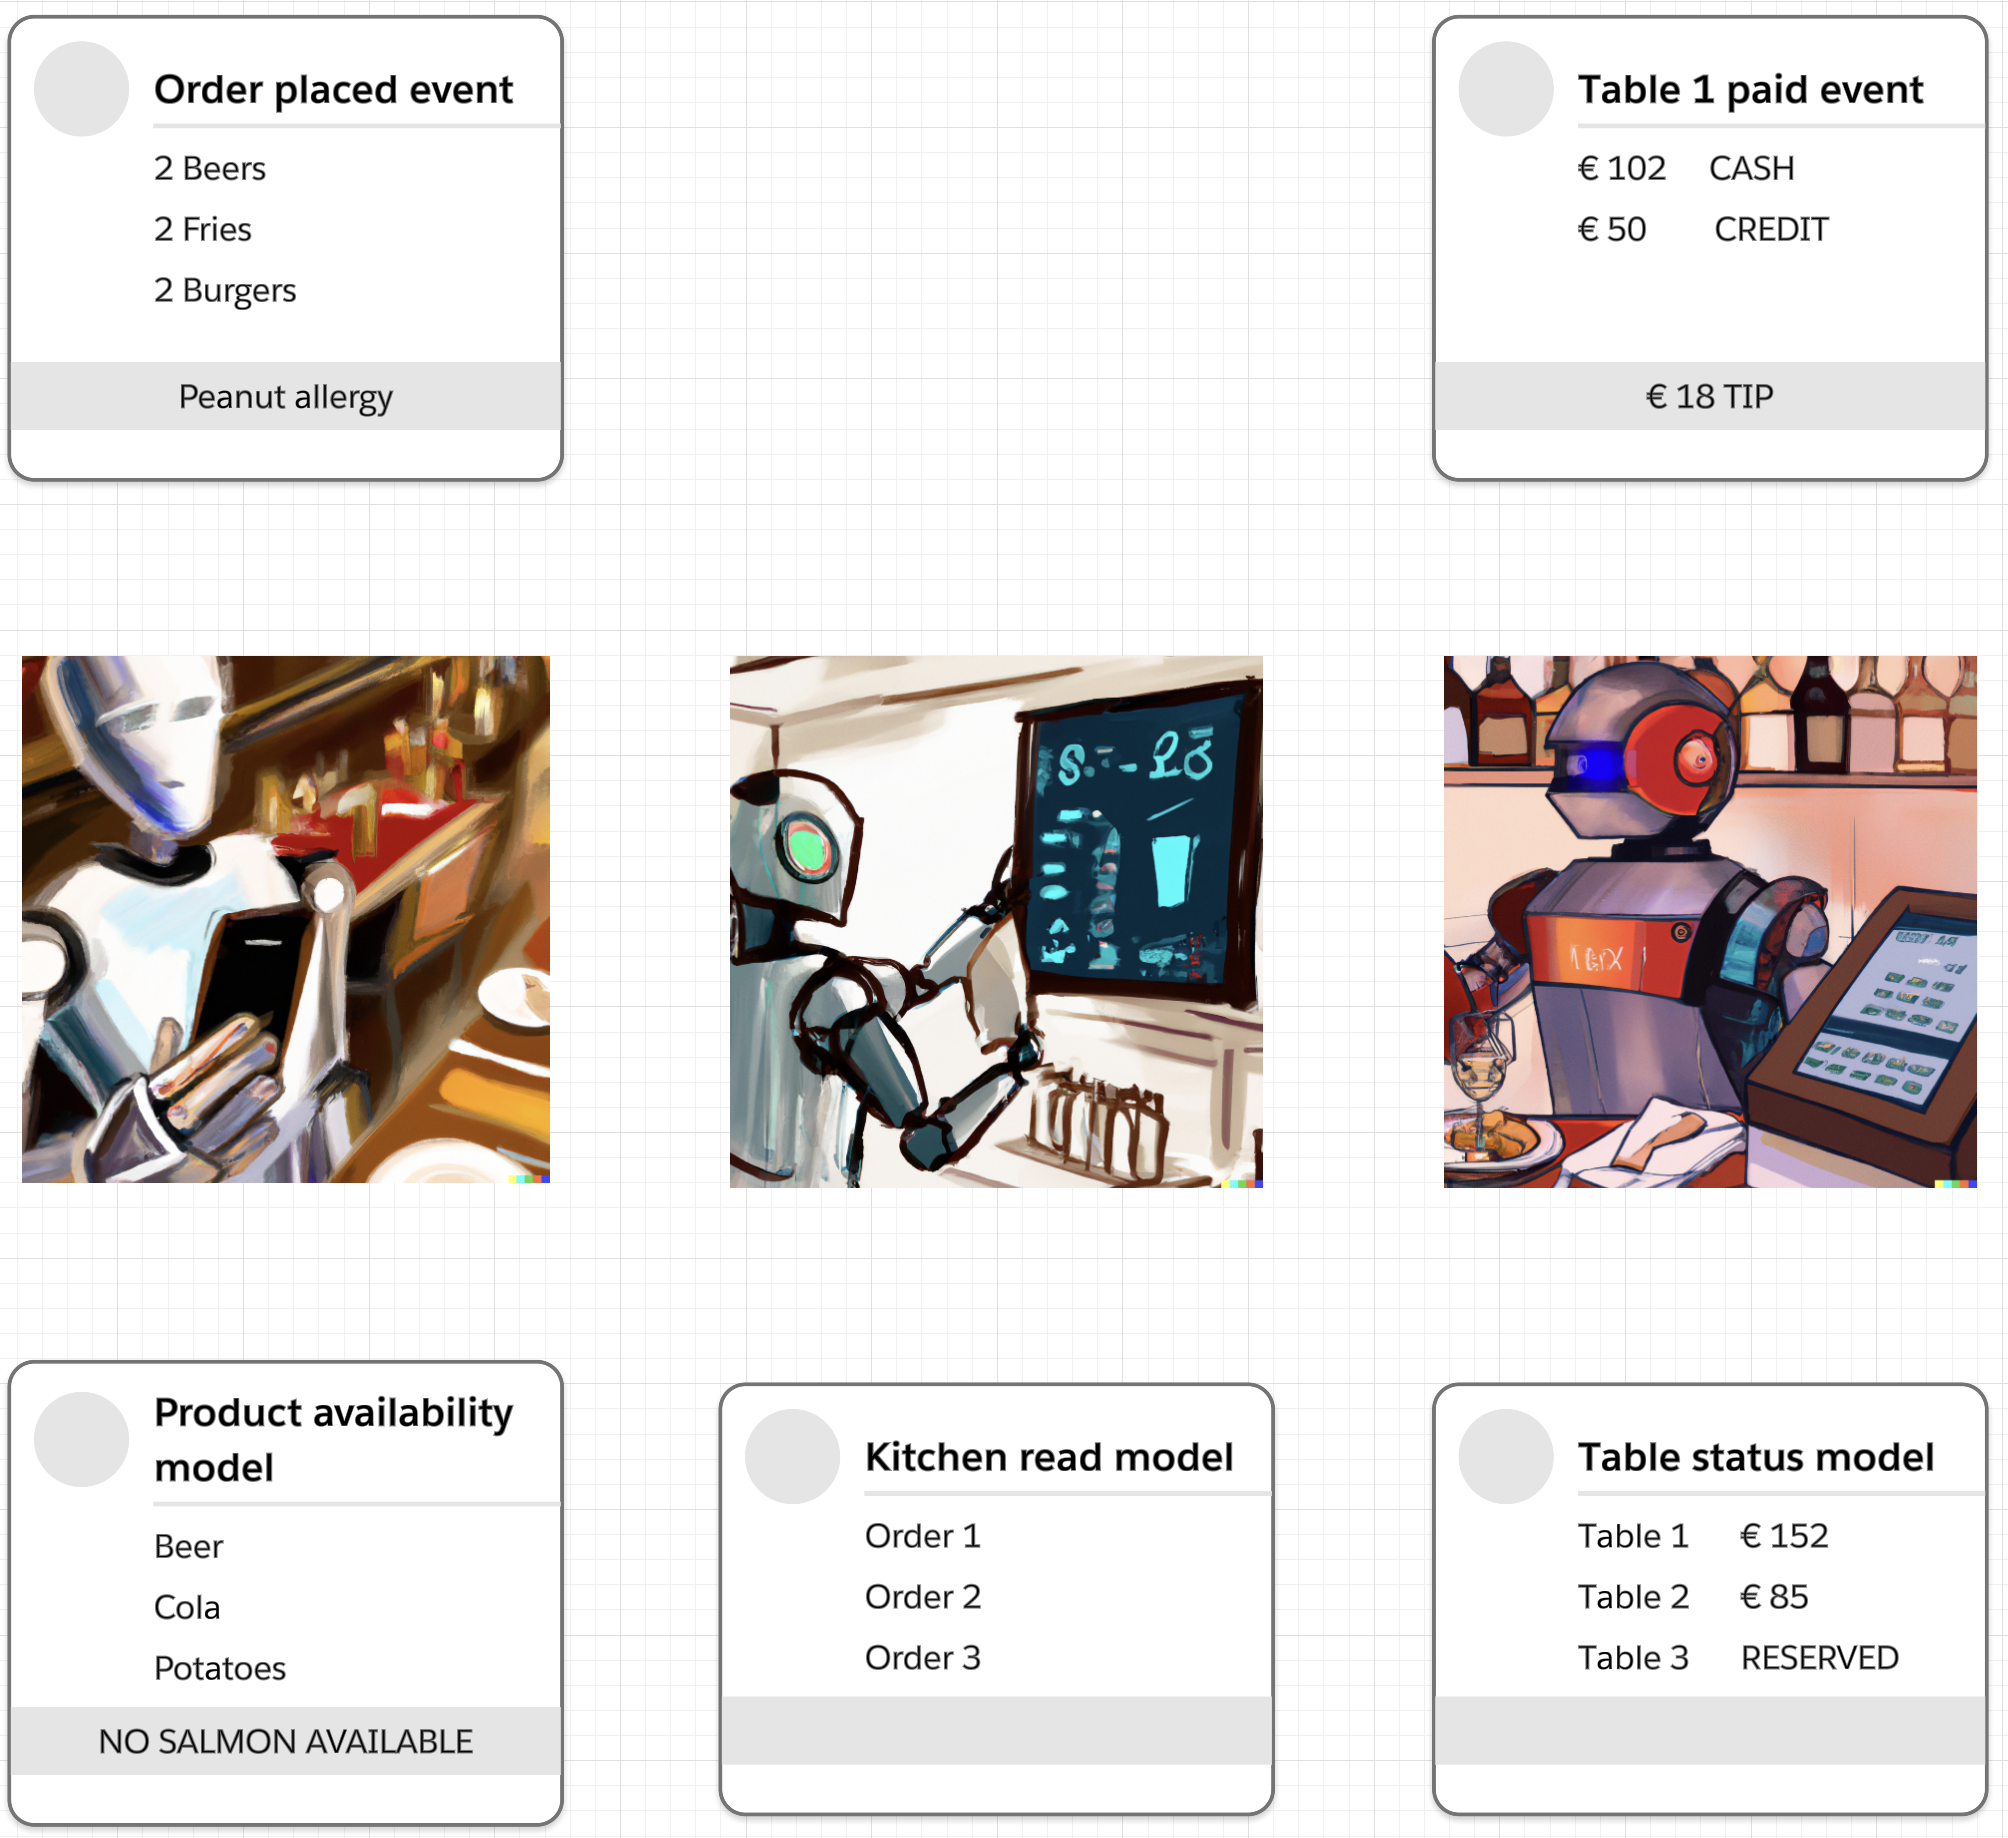 Order placed event
2 Beers
2 Fries
2 Burgers
Peanut allergy
Table 1 paid event
€ 102 CASH
€ 50 CREDIT
€ 18 TIP
Product availability
model
Beer
Cola
Potatoes
NO SALMON AVAILABLE
Kitchen read model
Order 1
Order 2
Order 3
Table status model
Table 1 € 152
Table 2 € 85
Table 3 RESERVED